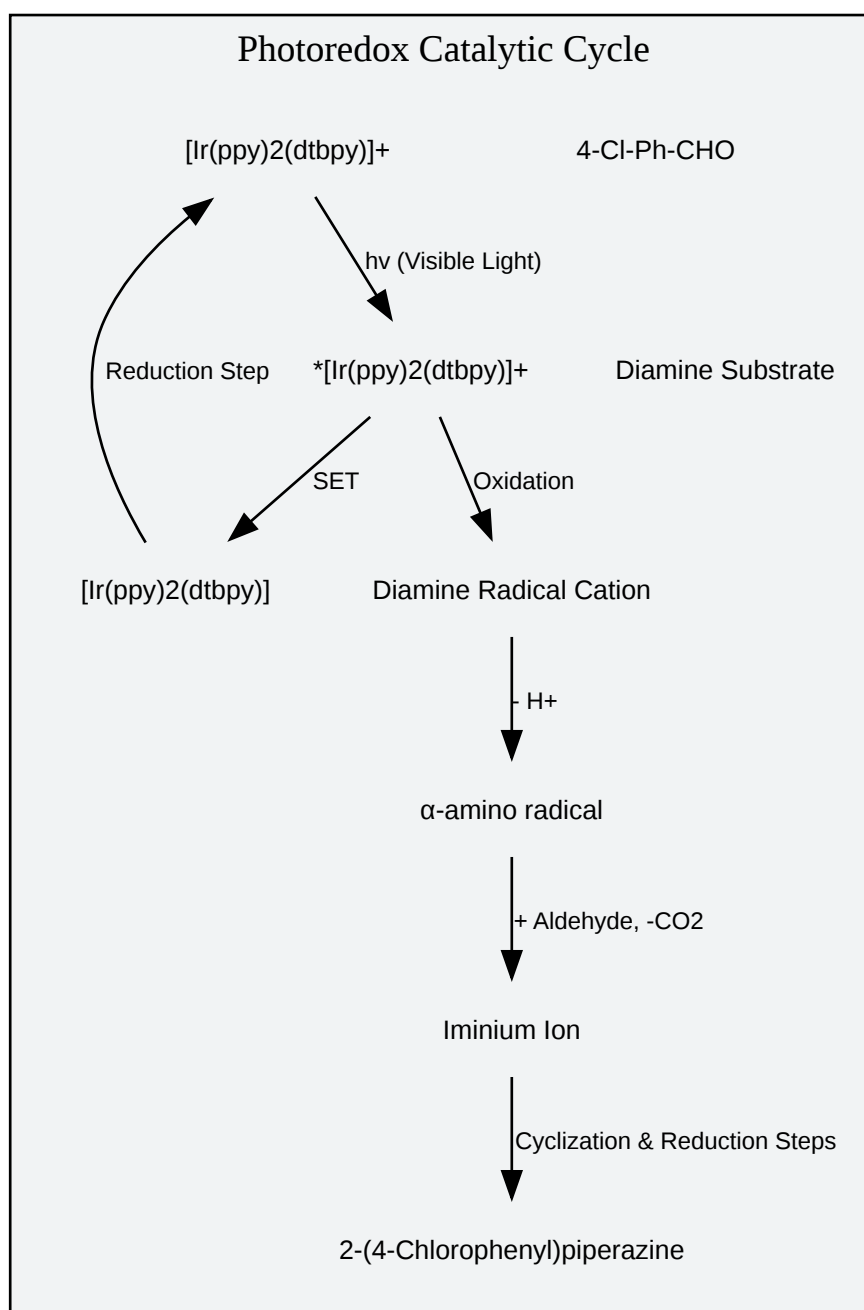 Photoredox Catalytic Cycle
[Ir(ppy)2(dtbpy)]+
4-Cl-Ph-CHO
hv (Visible Light)
Reduction Step
*[Ir(ppy)2(dtbpy)]+
Diamine Substrate
SET
Oxidation
[Ir(ppy)2(dtbpy)]
Diamine Radical Cation
- H+
α-amino radical
+ Aldehyde, -CO2
Iminium Ion
Cyclization & Reduction Steps
2-(4-Chlorophenyl)piperazine